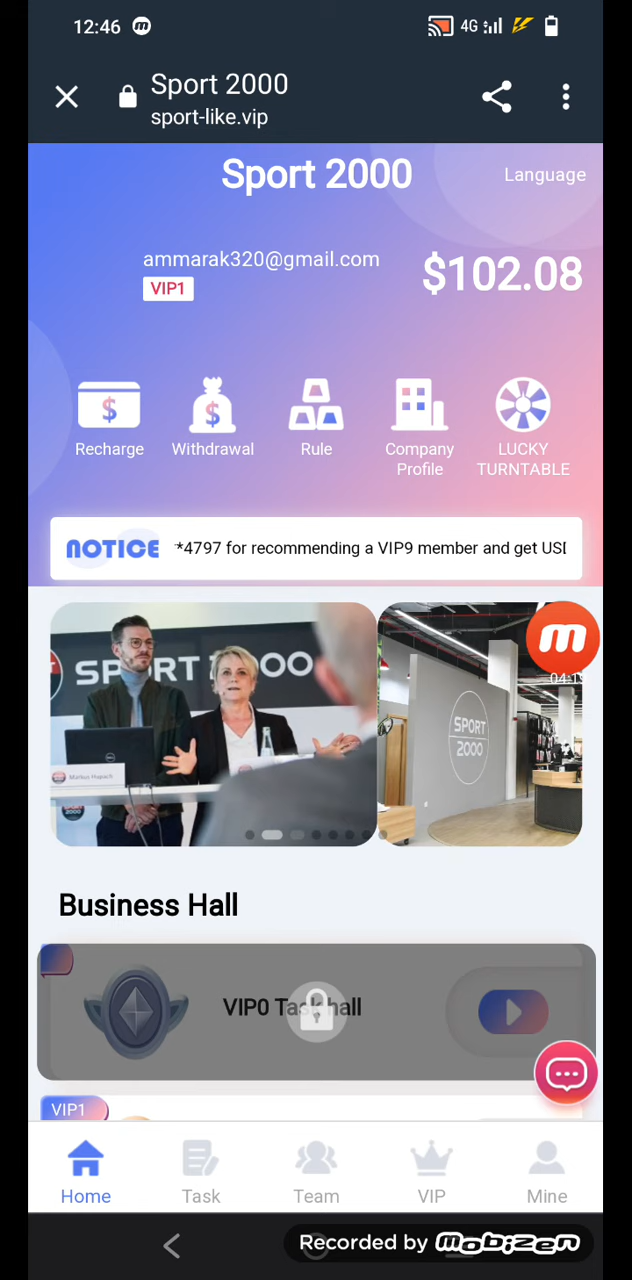 12:46
4G
Sport 2000
sport-like.vip
Sport 2000
Language
ammarak320@gmail.com
VIP1
$102.08
Recharge
Withdrawal
Rule
Company
Profile
LUCKY
TURNTABLE
NOTICE
*4797 for recommending a VIP9 member and get USD
SPORT 2000
SPORT
2000
Business Hall
VIP0 Task hall
VIP1
Home
Task
Team
VIP
Mine
Recorded by mobizen